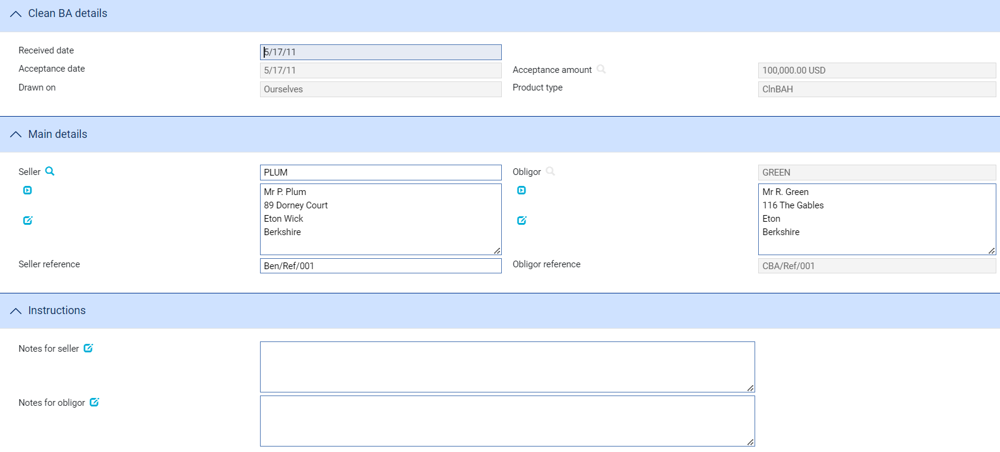 Clean BA details
Received date 5/17/11
Acceptance date 5/17/11 Acceptance amount 100,000.00 USD
Drawn on Ourselves Product type ClnBAH
Main details
Seller PLUM Obligor GREEN
Mr P. Plum
89 Dorney Court
Eton Wick
Berkshire
Mr R. Green
116 The Gables
Eton
Berkshire
Seller reference Ben/Ref/001 Obligor reference CBA/Ref/001
Instructions
Notes for seller
Notes for obligor